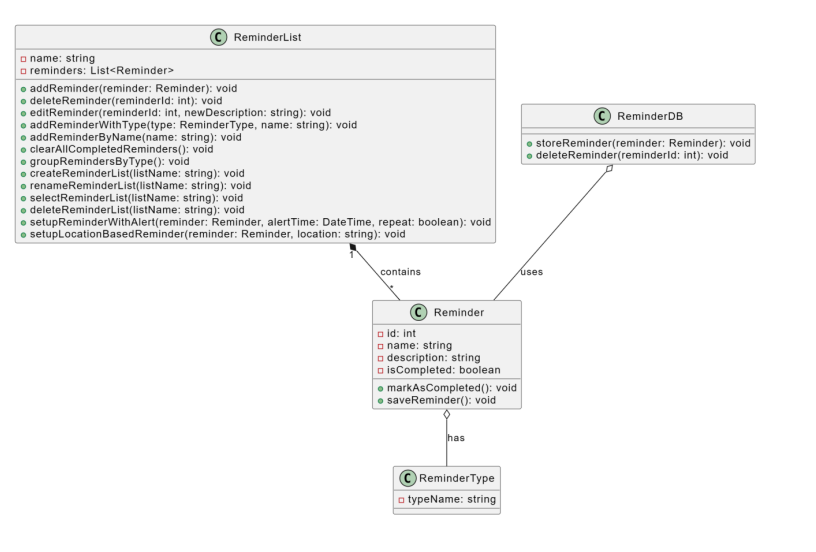 C ReminderList
name: string
reminders: List<Reminder>
addReminder(reminder: Reminder): void
deleteReminder(reminderId: int): void
editReminder(reminderId: int, newDescription: string): void
addReminderWithType(type: ReminderType, name: string): void
addReminderByName(name: string): void
clearAllCompletedReminders(): void
groupRemindersByType(): void
createReminderList(listName: string): void
renameReminderList(listName: string): void
selectReminderList(listName: string): void
deleteReminderList(listName: string): void
setupReminderWithAlert(reminder: Reminder, alertTime: DateTime, repeat: boolean): void
setupLocationBasedReminder(reminder: Reminder, location: string): void
C ReminderDB
storeReminder(reminder: Reminder): void
deleteReminder(reminderId: int): void
1
contains
*
uses
C Reminder
id: int
name: string
description: string
isCompleted: boolean
markAsCompleted(): void
saveReminder(): void
has
C ReminderType
typeName: string